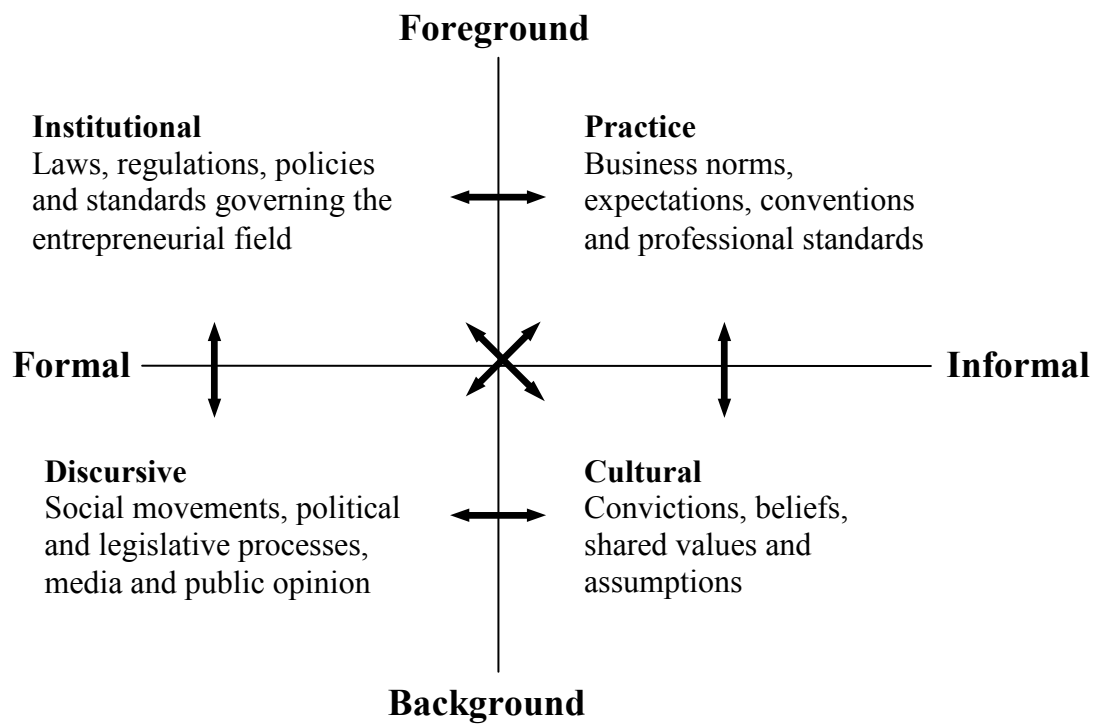 Foreground
Institutional
Laws, regulations, policies
and standards governing the
entrepreneurial field
Practice
Business norms,
expectations, conventions
and professional standards
Formal
Informal
Discursive
Social movements, political
and legislative processes,
media and public opinion
Cultural
Convictions, beliefs,
shared values and
assumptions
Background